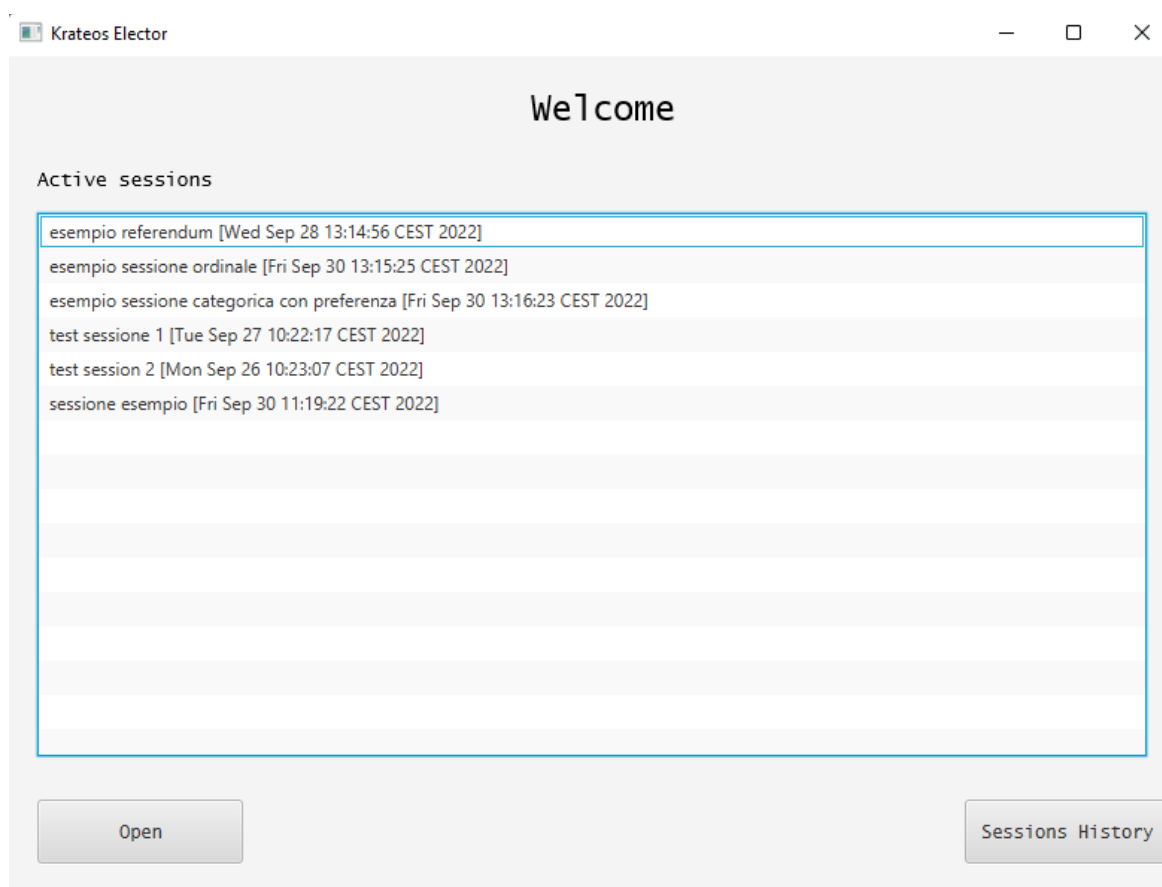 Krateos Elector
Welcome
Active sessions
esempio referendum [Wed Sep 28 13:14:56 CEST 2022]
esempio sessione ordinale [Fri Sep 30 13:15:25 CEST 2022]
esempio sessione categorica con preferenza [Fri Sep 30 13:16:23 CEST 2022]
test sessione 1 [Tue Sep 27 10:22:17 CEST 2022]
test session 2 [Mon Sep 26 10:23:07 CEST 2022]
sessione esempio [Fri Sep 30 11:19:22 CEST 2022]
Open
Sessions History